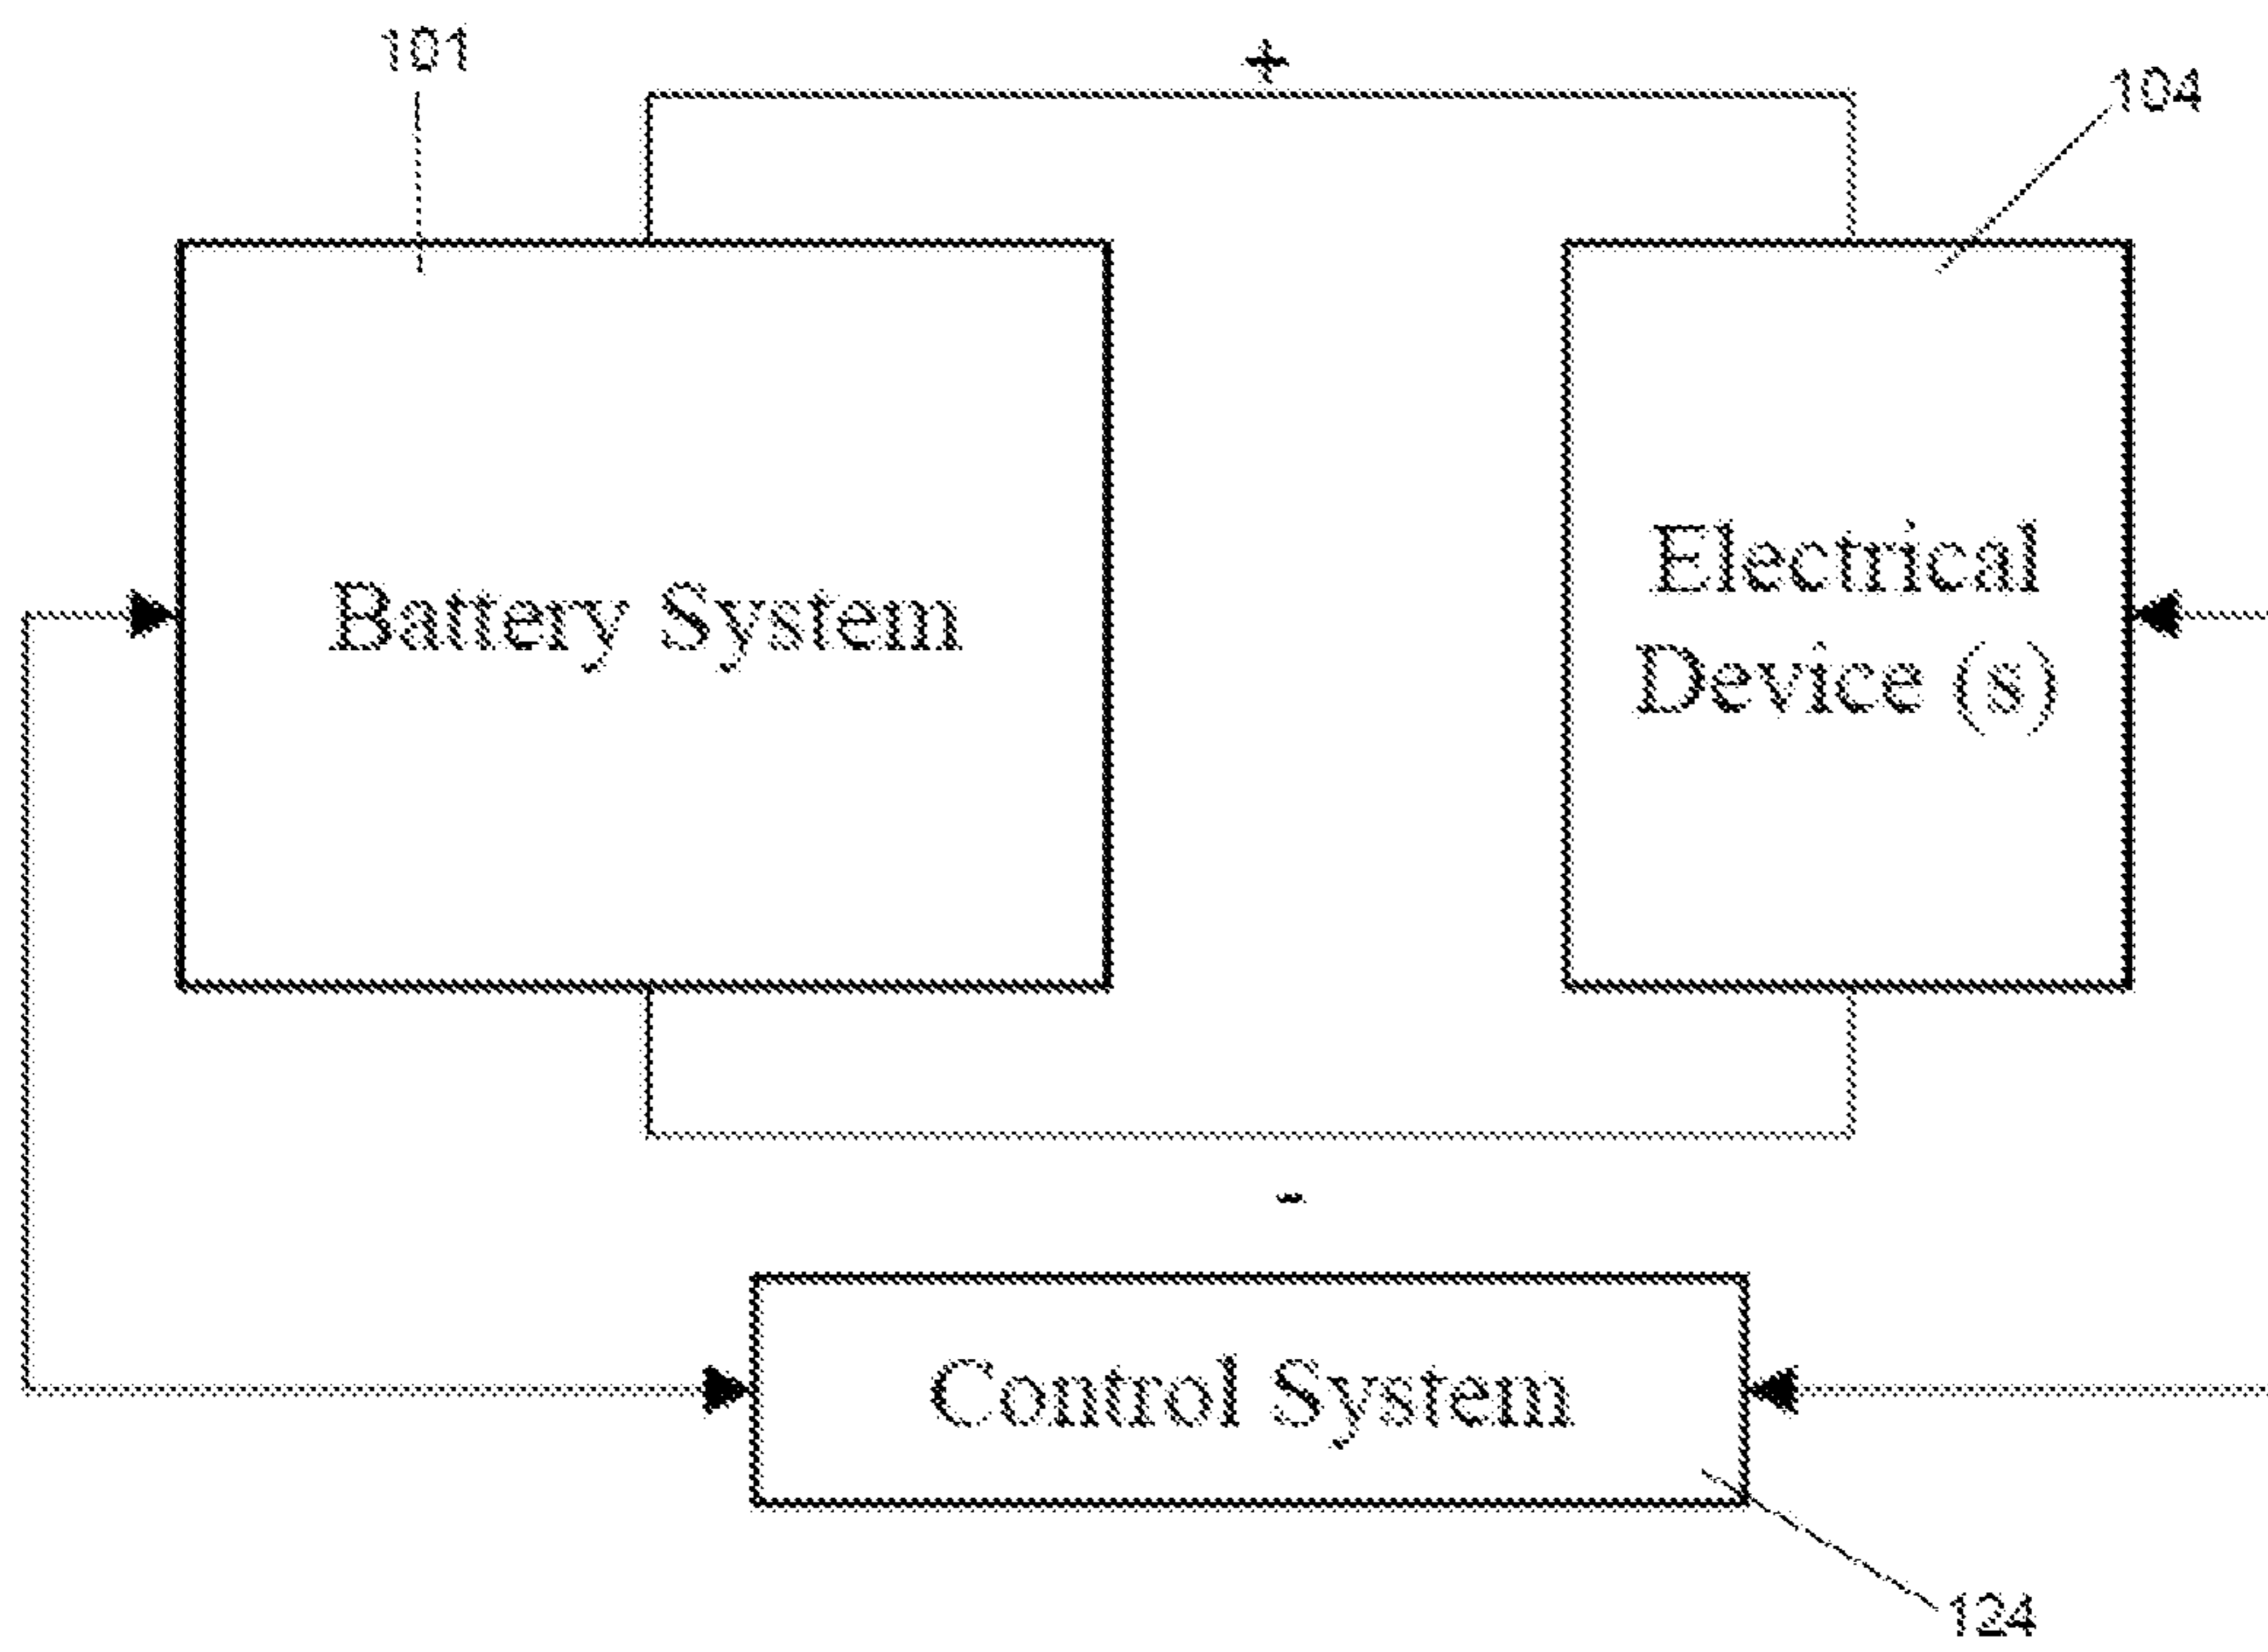 101
+
104
Battery System
Electrical
Device (s)
-
Control System
124